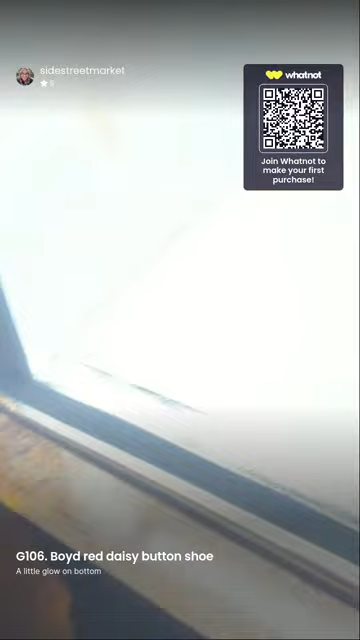 sidestreetmarket
5
whatnot
Join Whatnot to
make your first
purchase!
G106. Boyd red daisy button shoe
A little glow on bottom